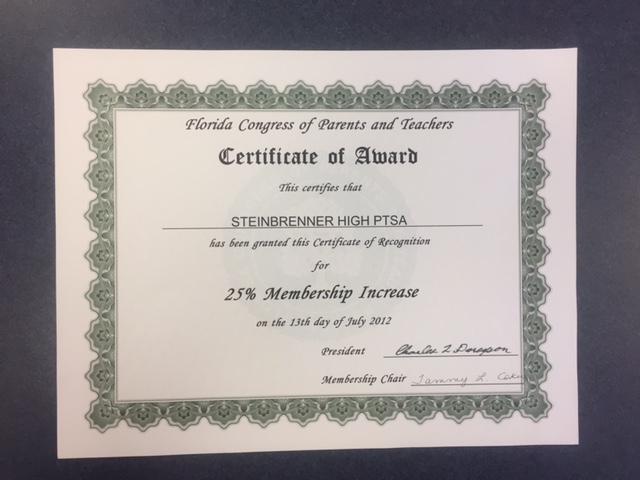 Florida Congress of Parents and Teachers
Certificate of Award
This certifies that
STEINBRENNER HIGH PTSA
has been granted this Certificate of Recognition
for
25% Membership Increase
on the 13th day of July 2012
President
Membership Chair Tammy L.